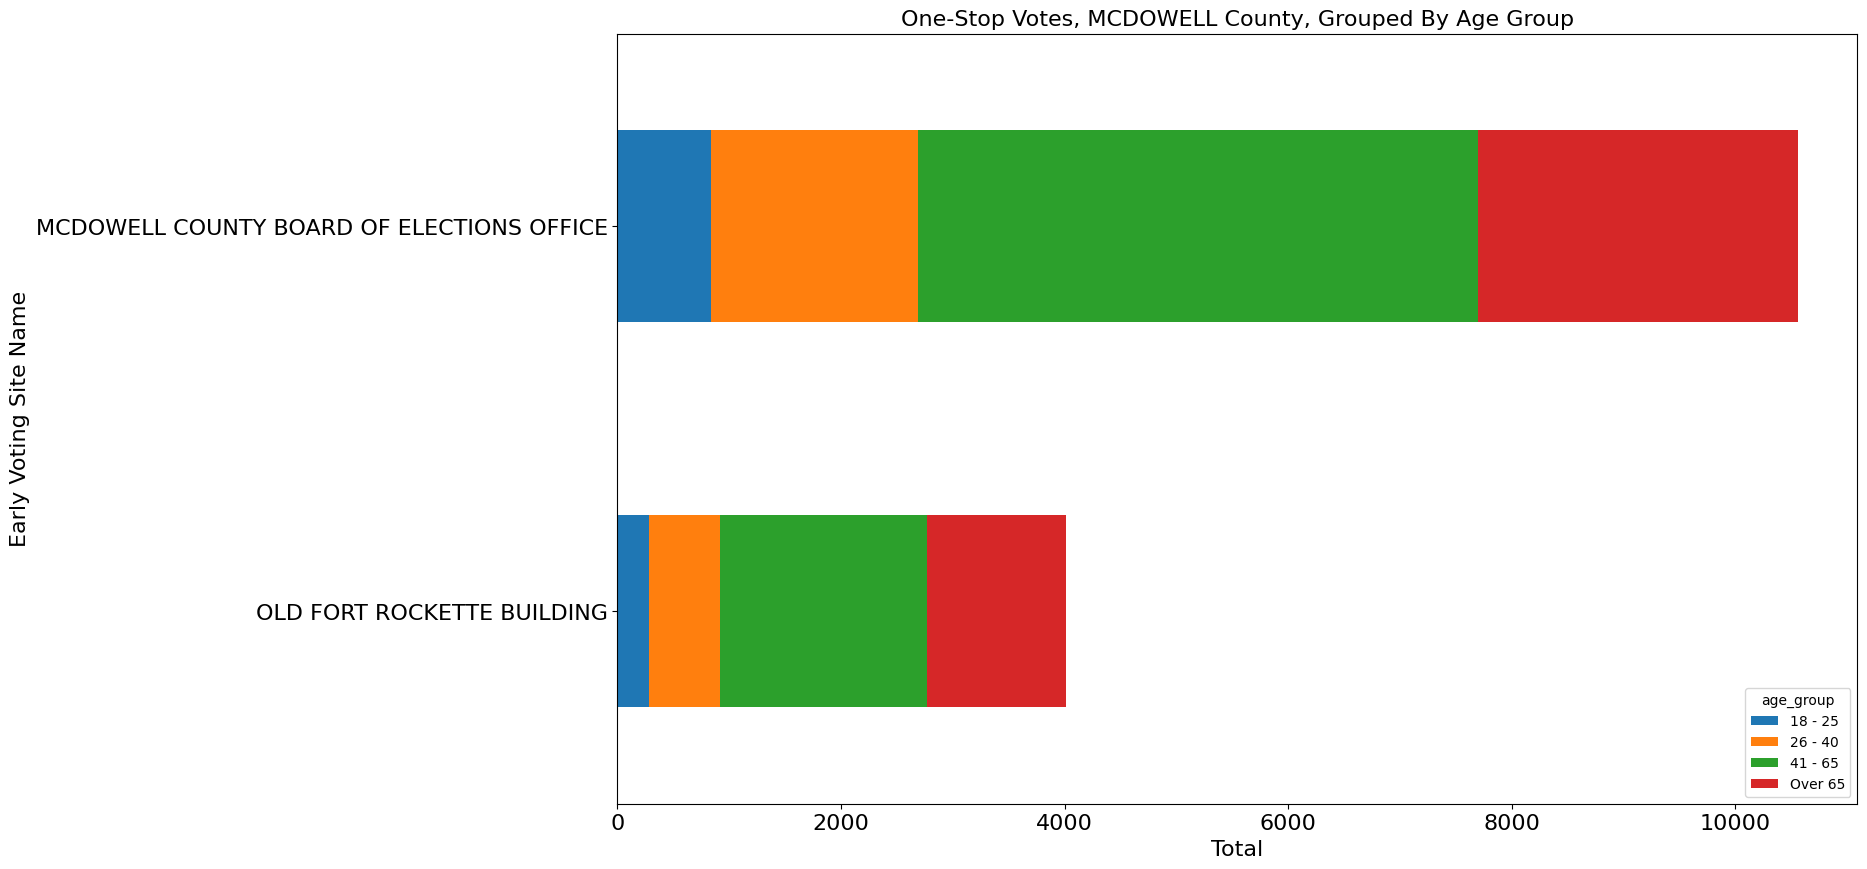 One-Stop Votes, MCDOWELL County, Grouped By Age Group
Early Voting Site Name
MCDOWELL COUNTY BOARD OF ELECTIONS OFFICE
OLD FORT ROCKETTE BUILDING
age_group
18 - 25
26 - 40
41 - 65
Over 65
0 2000 4000 6000 8000 10000
Total